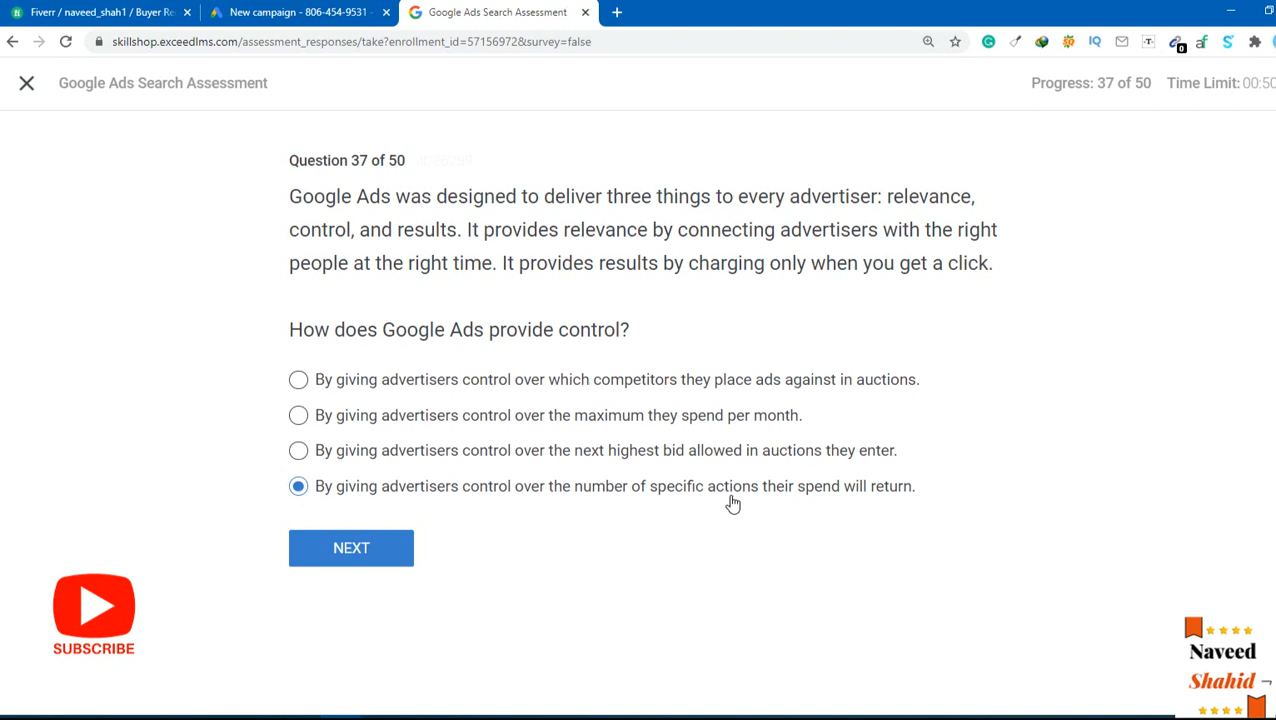 Fiverr / naveed_shah1 / Buyer Re
New campaign - 806-454-9531 -
Google Ads Search Assessment
skillshop.exceedlms.com/assessment_responses/take?enrollment_id=57156972&survey=false
Google Ads Search Assessment
Progress: 37 of 50
Time Limit: 00:50
Question 37 of 50
Google Ads was designed to deliver three things to every advertiser: relevance,
control, and results. It provides relevance by connecting advertisers with the right
people at the right time. It provides results by charging only when you get a click.
How does Google Ads provide control?
By giving advertisers control over which competitors they place ads against in auctions.
By giving advertisers control over the maximum they spend per month.
By giving advertisers control over the next highest bid allowed in auctions they enter.
By giving advertisers control over the number of specific actions their spend will return.
NEXT
SUBSCRIBE
Naveed
Shahid